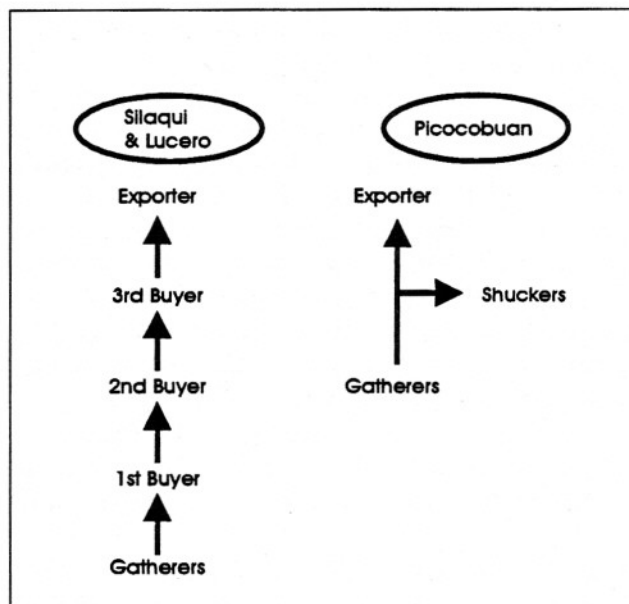 Silaqui
& Lucero
Exporter
3rd Buyer
2nd Buyer
1st Buyer
Gatherers
Picocobuan
Exporter
Shuckers
Gatherers